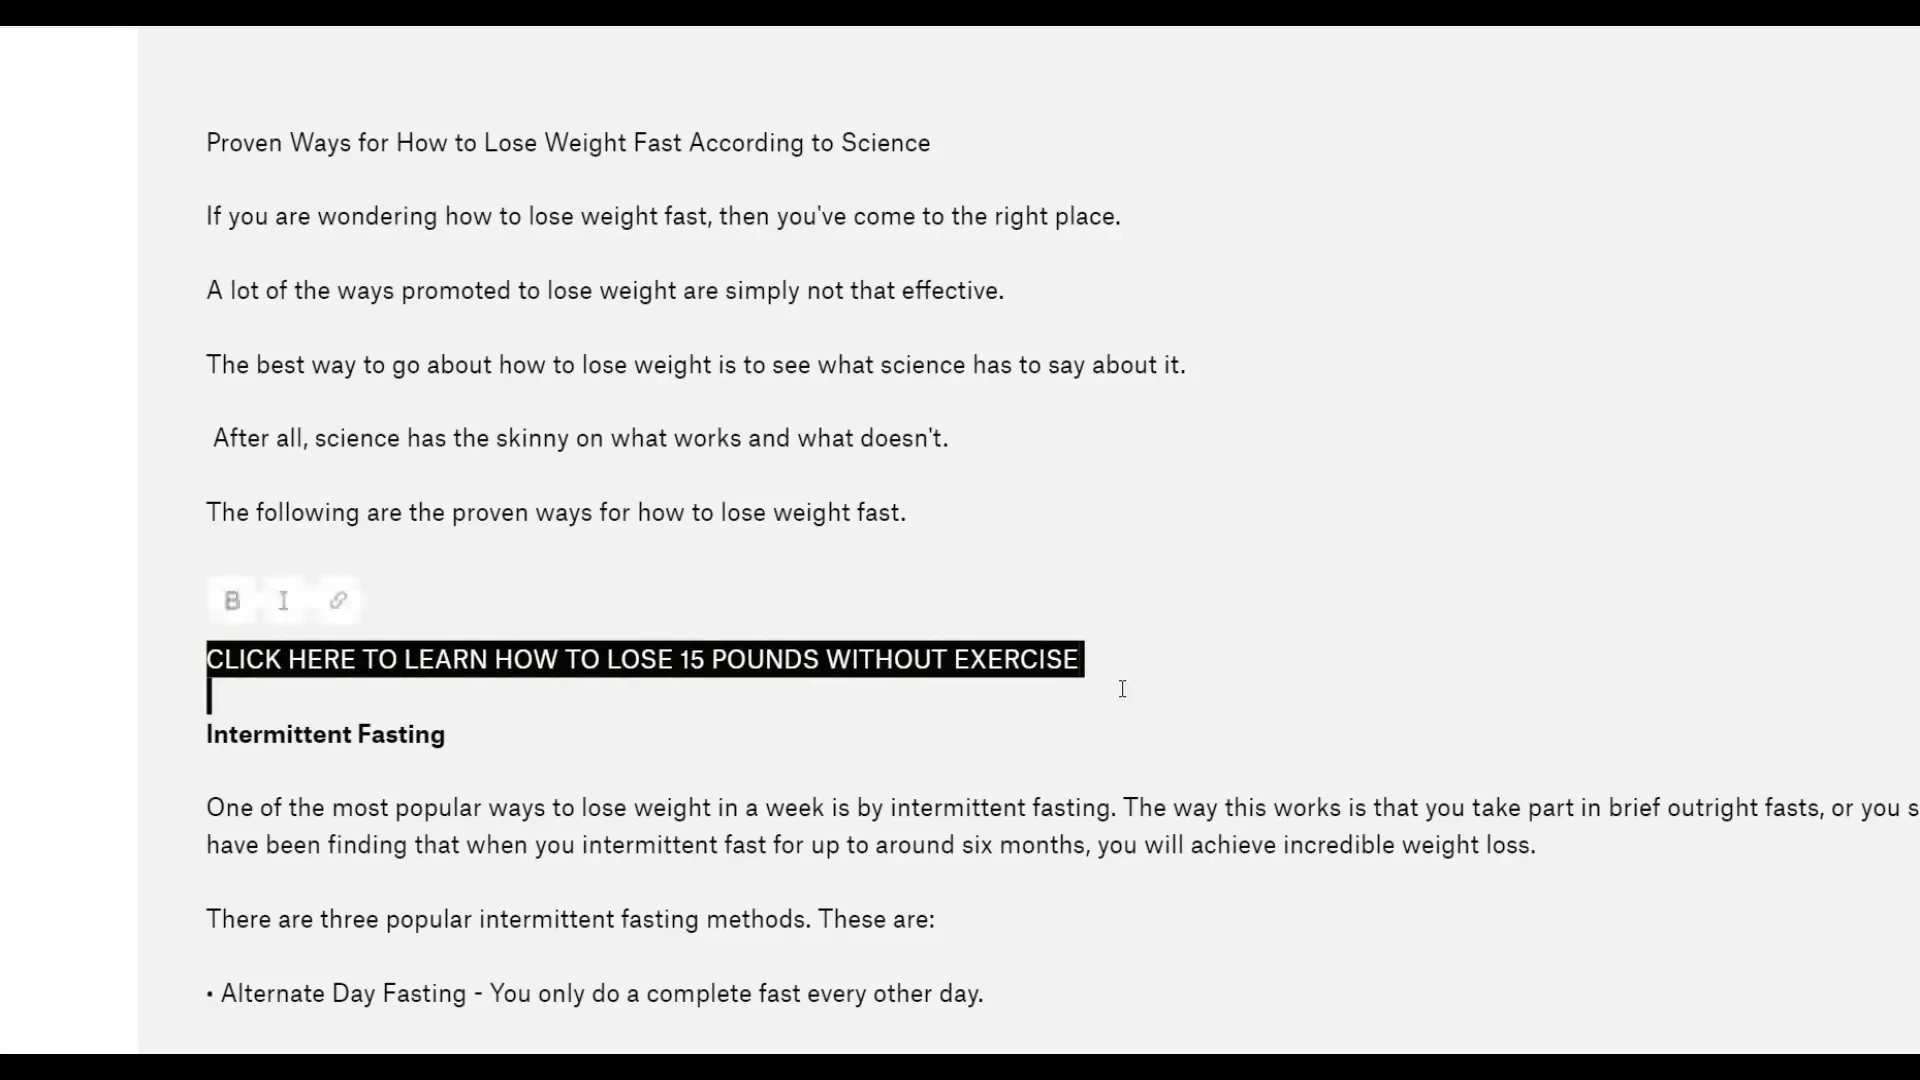 Proven Ways for How to Lose Weight Fast According to Science
If you are wondering how to lose weight fast, then you've come to the right place.
A lot of the ways promoted to lose weight are simply not that effective.
The best way to go about how to lose weight is to see what science has to say about it.
After all, science has the skinny on what works and what doesn't.
The following are the proven ways for how to lose weight fast.
B I
CLICK HERE TO LEARN HOW TO LOSE 15 POUNDS WITHOUT EXERCISE
Intermittent Fasting
One of the most popular ways to lose weight in a week is by intermittent fasting. The way this works is that you take part in brief outright fasts, or you s
have been finding that when you intermittent fast for up to around six months, you will achieve incredible weight loss.
There are three popular intermittent fasting methods. These are:
• Alternate Day Fasting - You only do a complete fast every other day.